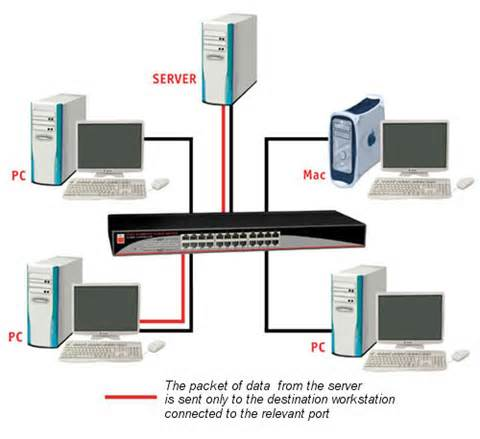 SERVER
PC
Mac
PC
PC
The packet of data from the server
is sent only to the destination workstation
connected to the relevant port